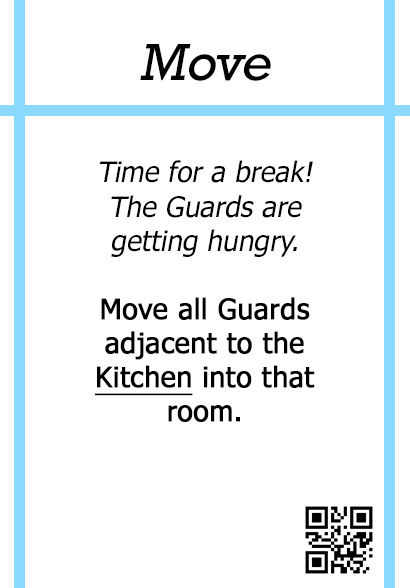 Move
Time for a break!
The Guards are
getting hungry.
Move all Guards
adjacent to the
Kitchen into that
room.